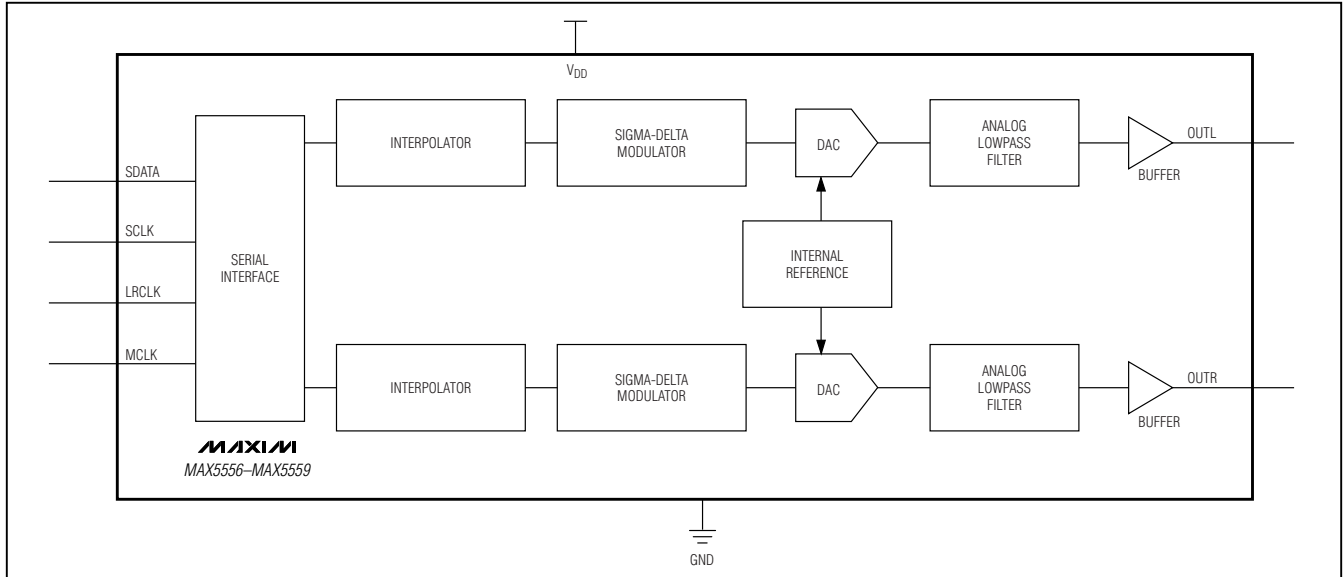 VDD
SDATA
SCLK
LRCLK
MCLK
SERIAL
INTERFACE
INTERPOLATOR
SIGMA-DELTA
MODULATOR
DAC
ANALOG
LOWPASS
FILTER
BUFFER
OUTL
INTERNAL
REFERENCE
INTERPOLATOR
SIGMA-DELTA
MODULATOR
DAC
ANALOG
LOWPASS
FILTER
BUFFER
OUTR
MAXIM
MAX5556–MAX5559
GND